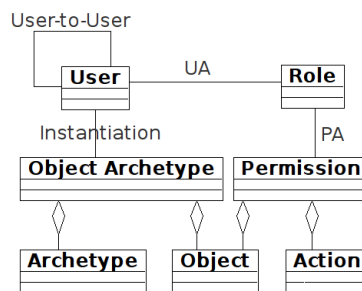 User-to-User
User
UA
Role
Instantiation
PA
Object Archetype
Permission
Archetype
Object
Action